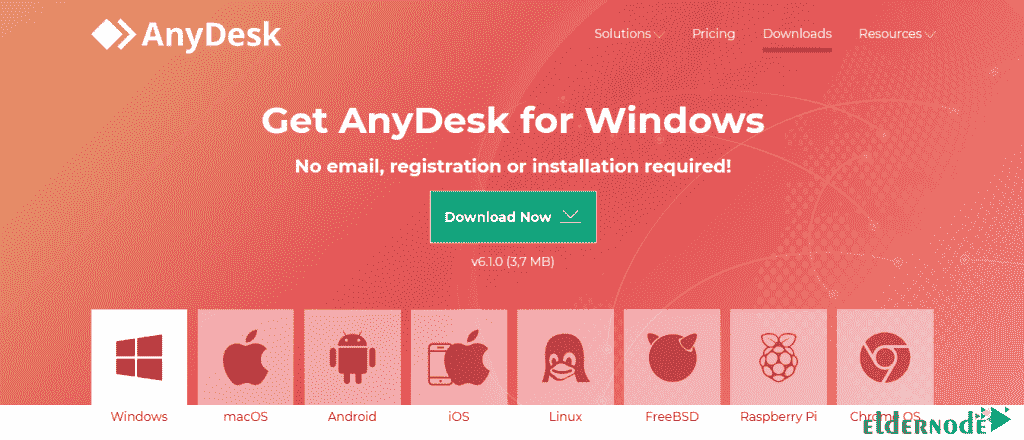 AnyDesk
Solutions Pricing Downloads Resources
Get AnyDesk for Windows
No email, registration or installation required!
Download Now
v6.1.0 (3,7 MB)
Windows macOS Android iOS Linux FreeBSD Raspberry Pi Chrome OS
eldernode